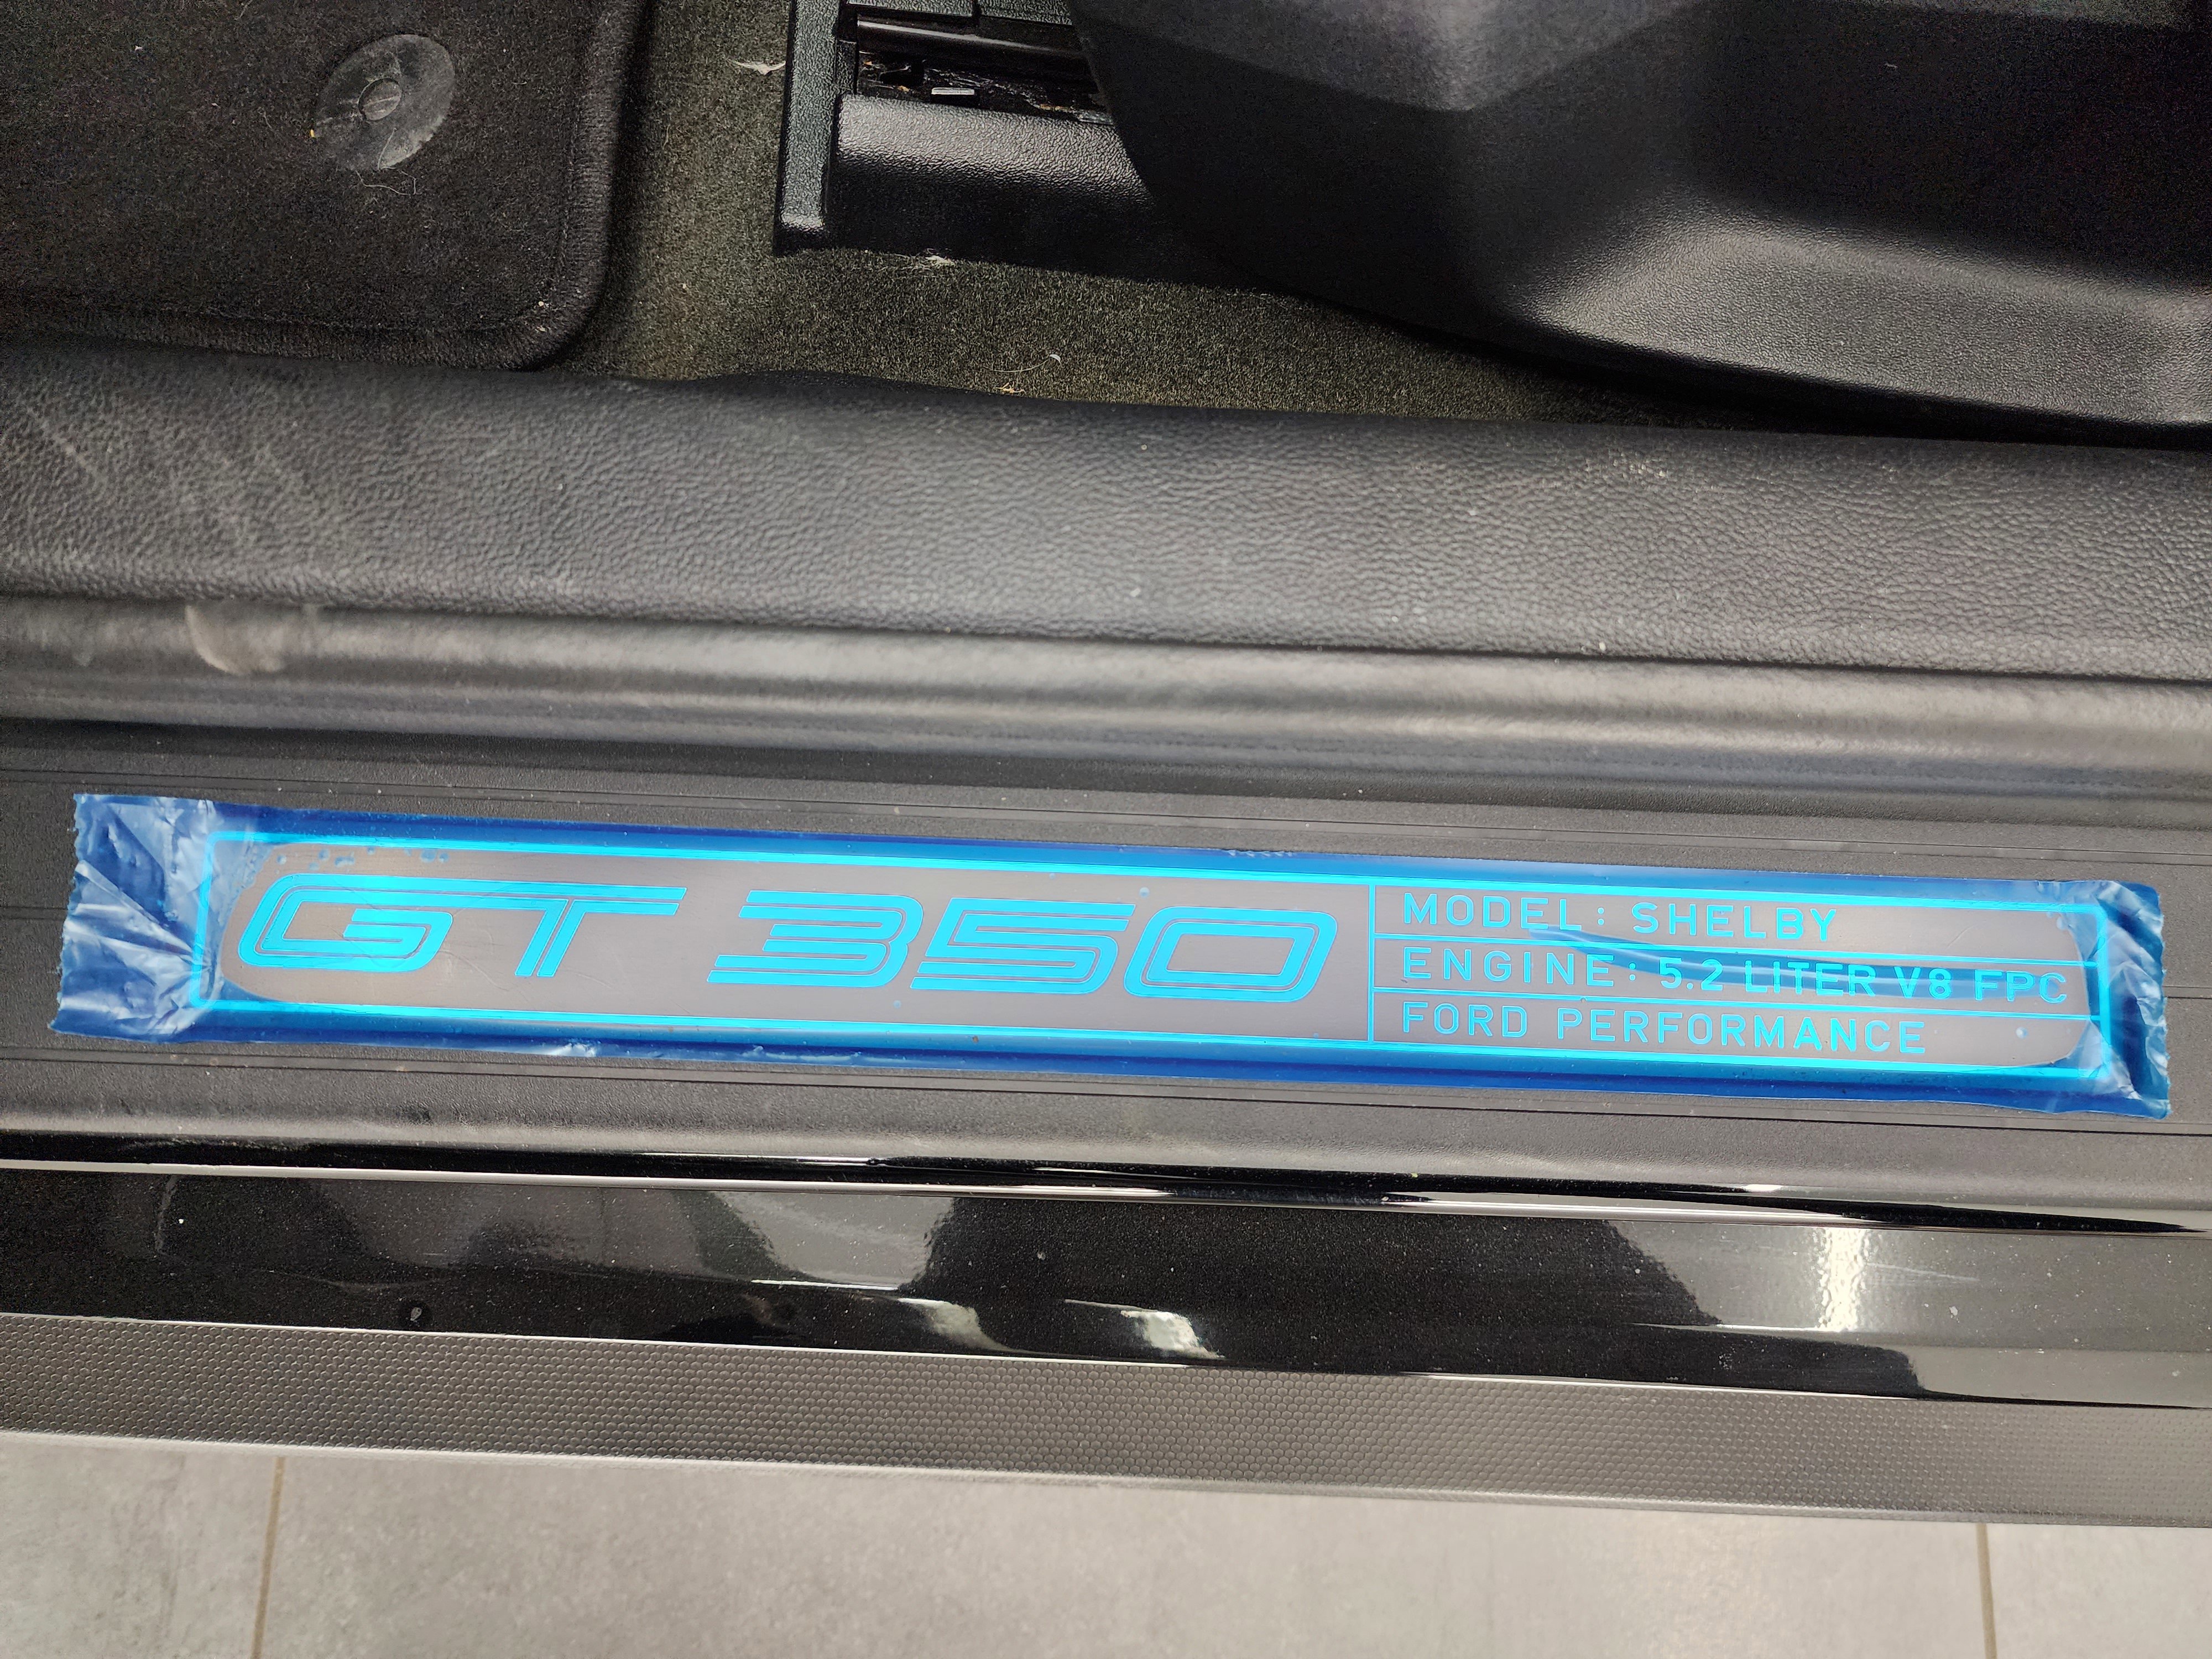 GT 350
MODEL: SHELBY
ENGINE: 5.2 LITER V8 FPC
FORD PERFORMANCE